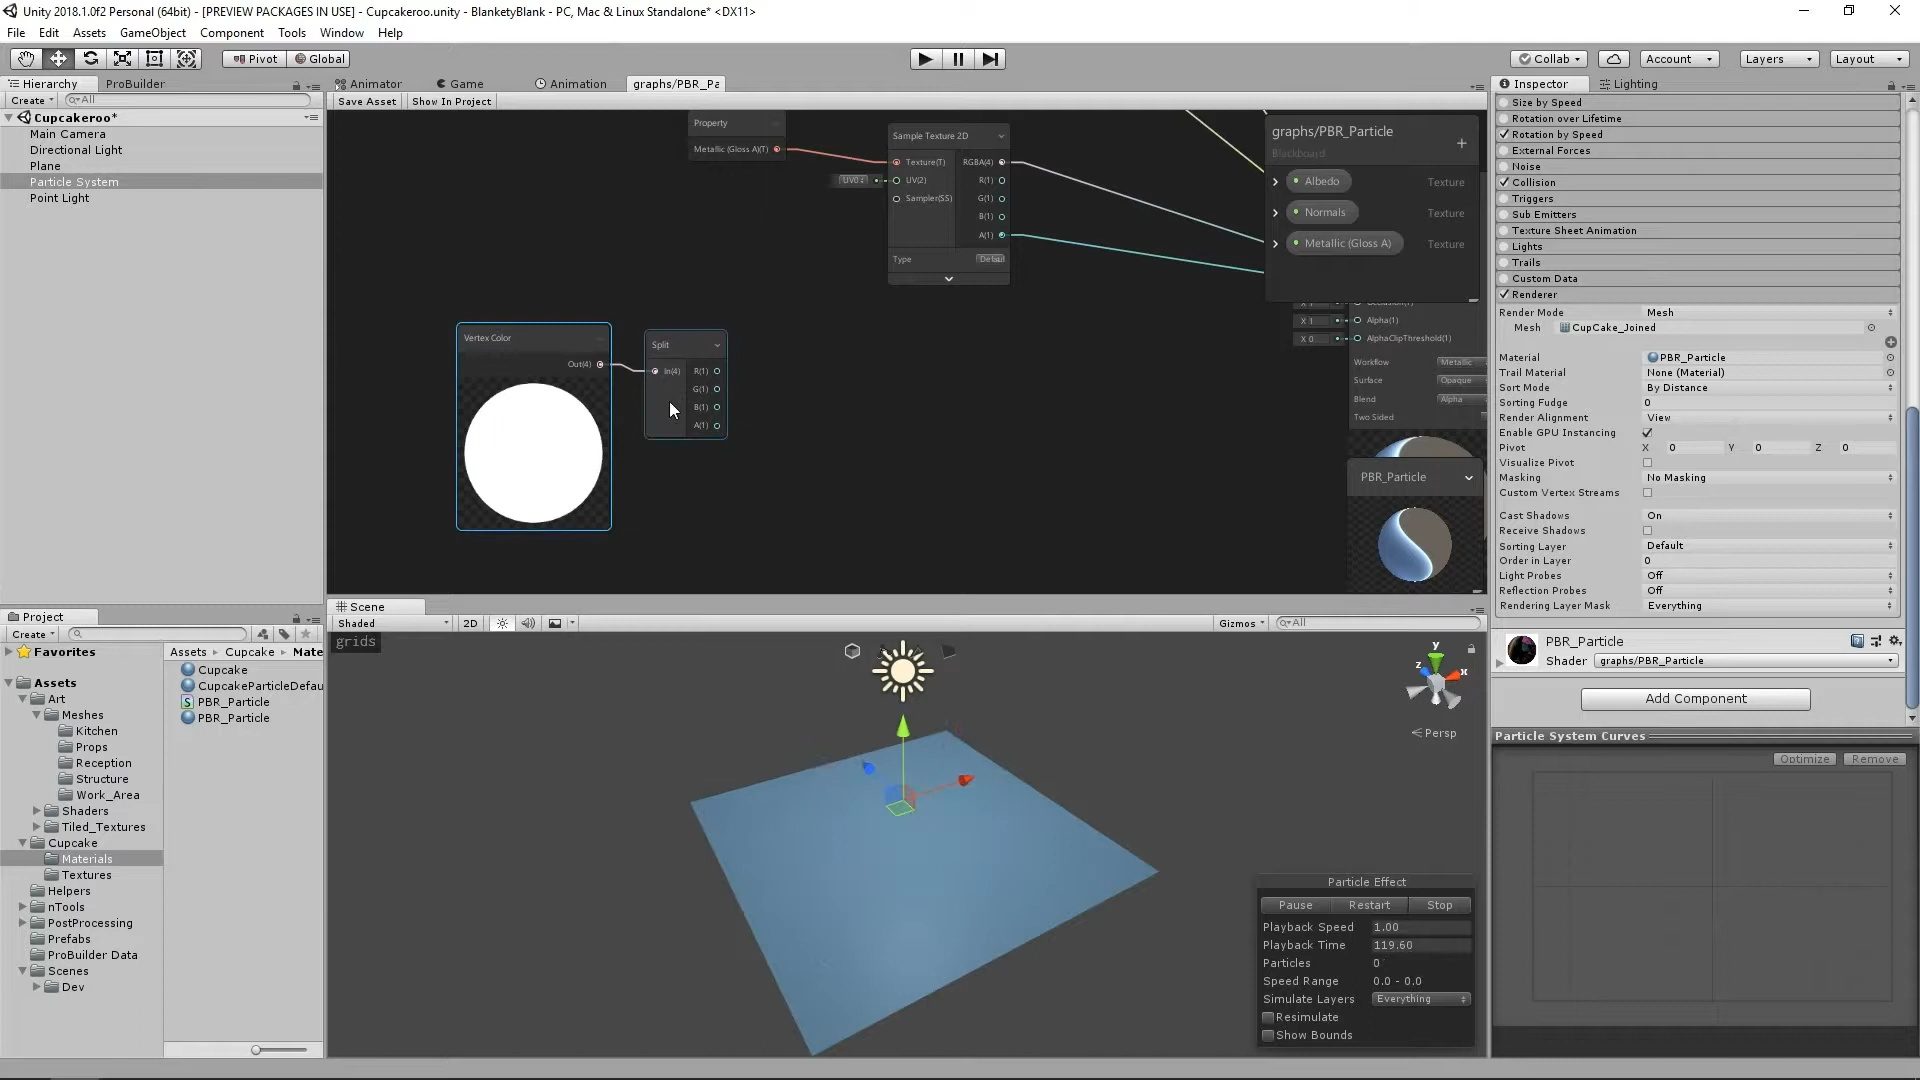 Unity 2018.1.0f2 Personal (64bit) - [PREVIEW PACKAGES IN USE] - Cupcakeroo.unity - BlanketyBlank - PC, Mac & Linux Standalone* <DX11>
File Edit Assets GameObject Component Tools Window Help
Pivot Global
Collab Account Layers Layout
Hierarchy ProBuilder
Create All
Cupcakeroo*
Main Camera
Directional Light
Plane
Particle System
Point Light
Animator Game Animation graphs/PBR_Pa
Save Asset Show In Project
Property
Metallic (Gloss A)(T)
Sample Texture 2D
Texture(T) RGBA(4)
UV0 UV(2) R(1)
Sampler(SS) G(1)
B(1)
A(1)
Type Defau
graphs/PBR_Particle
Blackboard
Albedo Texture
Normals Texture
Metallic (Gloss A) Texture
Vertex Color
Out(4)
Split
In(4) R(1)
G(1)
B(1)
A(1)
X 1 Alpha(1)
X 0 AlphaClipThreshold(1)
Workflow Metallic
Surface Opaque
Blend Alpha
Two Sided
PBR_Particle
Scene
Shaded 2D Gizmos All
grids
y
z x
Persp
Particle Effect
Pause Restart Stop
Playback Speed 1.00
Playback Time 119.60
Particles 0
Speed Range 0.0 - 0.0
Simulate Layers Everything
Resimulate
Show Bounds
Project
Create
Favorites
Assets
Art
Meshes
Kitchen
Props
Reception
Structure
Work_Area
Shaders
Tiled_Textures
Cupcake
Materials
Textures
Helpers
nTools
PostProcessing
Prefabs
ProBuilder Data
Scenes
Dev
Assets Cupcake Mate
Cupcake
CupcakeParticleDefau
PBR_Particle
PBR_Particle
Inspector Lighting
Size by Speed
Rotation over Lifetime
Rotation by Speed
External Forces
Noise
Collision
Triggers
Sub Emitters
Texture Sheet Animation
Lights
Trails
Custom Data
Renderer
Render Mode Mesh
Mesh CupCake_Joined
Material PBR_Particle
Trail Material None (Material)
Sort Mode By Distance
Sorting Fudge 0
Render Alignment View
Enable GPU Instancing
Pivot X 0 Y 0 Z 0
Visualize Pivot
Masking No Masking
Custom Vertex Streams
Cast Shadows On
Receive Shadows
Sorting Layer Default
Order in Layer 0
Light Probes Off
Reflection Probes Off
Rendering Layer Mask Everything
PBR_Particle
Shader graphs/PBR_Particle
Add Component
Particle System Curves
Optimize Remove